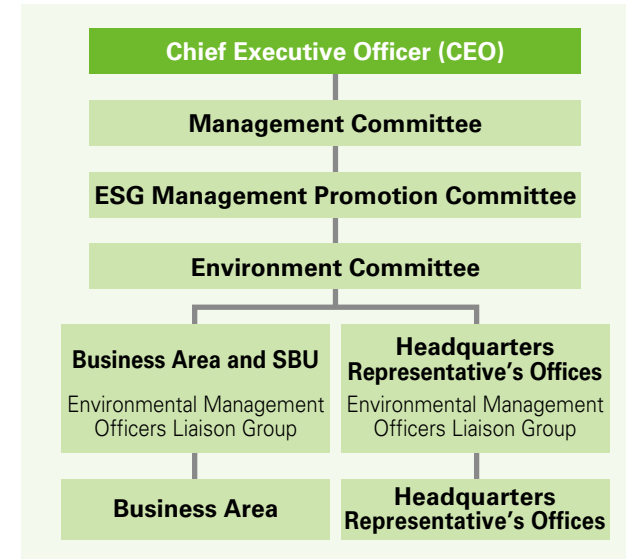 Chief Executive Officer (CEO)
Management Committee
ESG Management Promotion Committee
Environment Committee
Business Area and SBU
Environmental Management
Officers Liaison Group
Headquarters
Representative's Offices
Environmental Management
Officers Liaison Group
Business Area
Headquarters
Representative's Offices